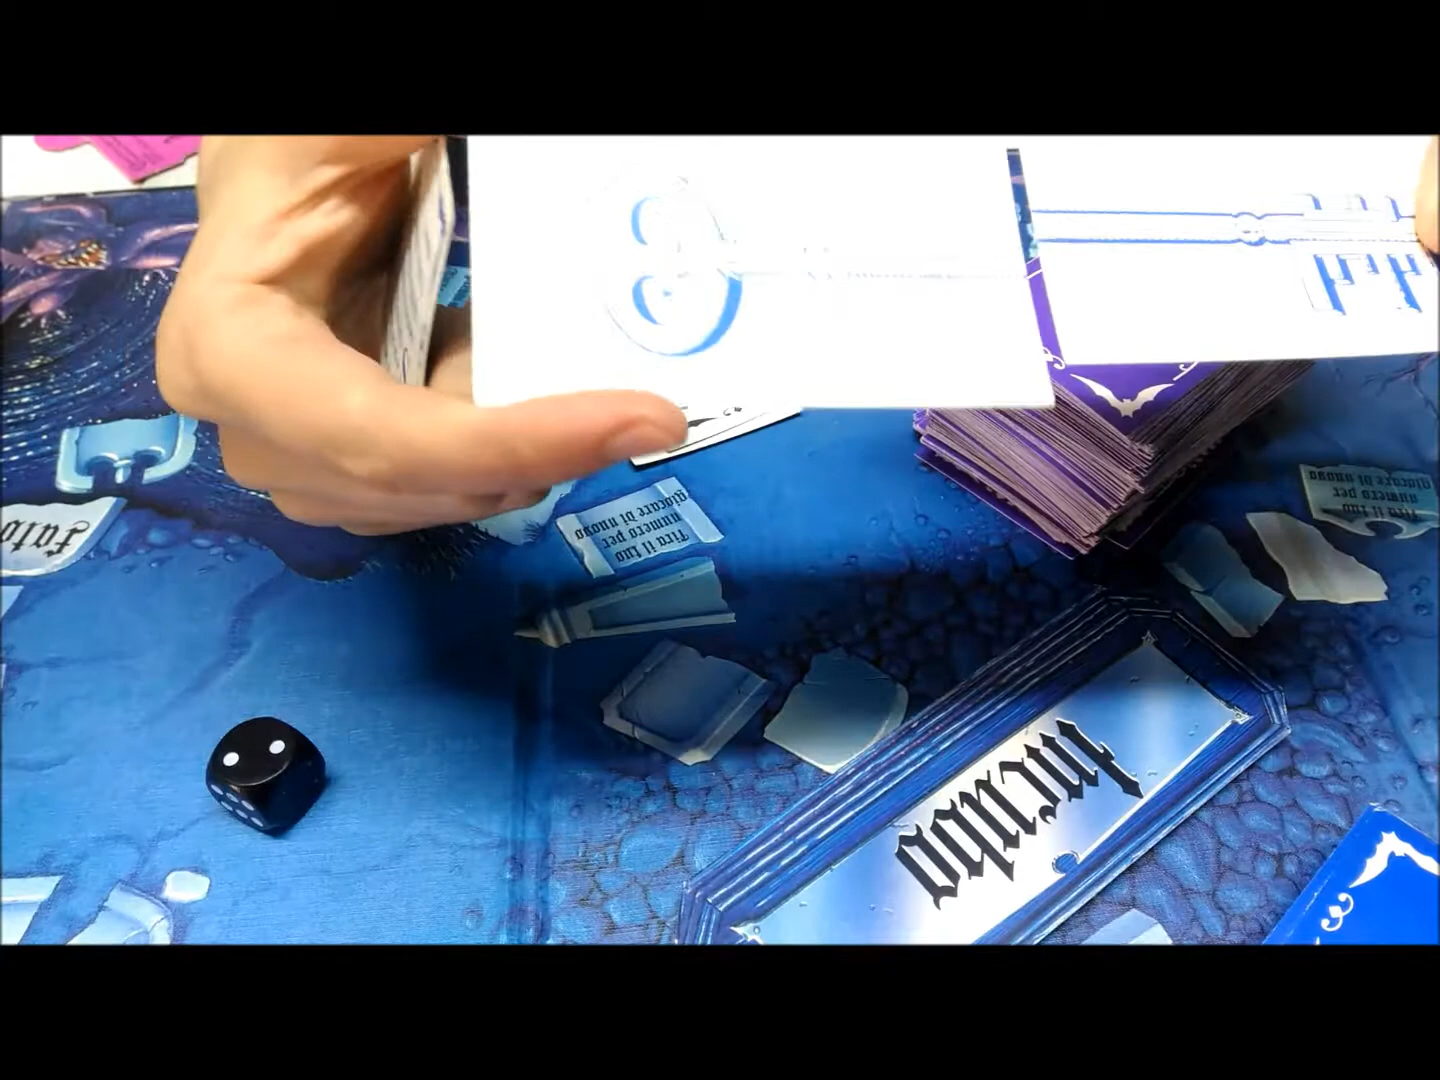 Fato
Tira il tuo
numero per
giocare di nuovo
Tira il tuo
numero per
giocare di nuovo
Incubo